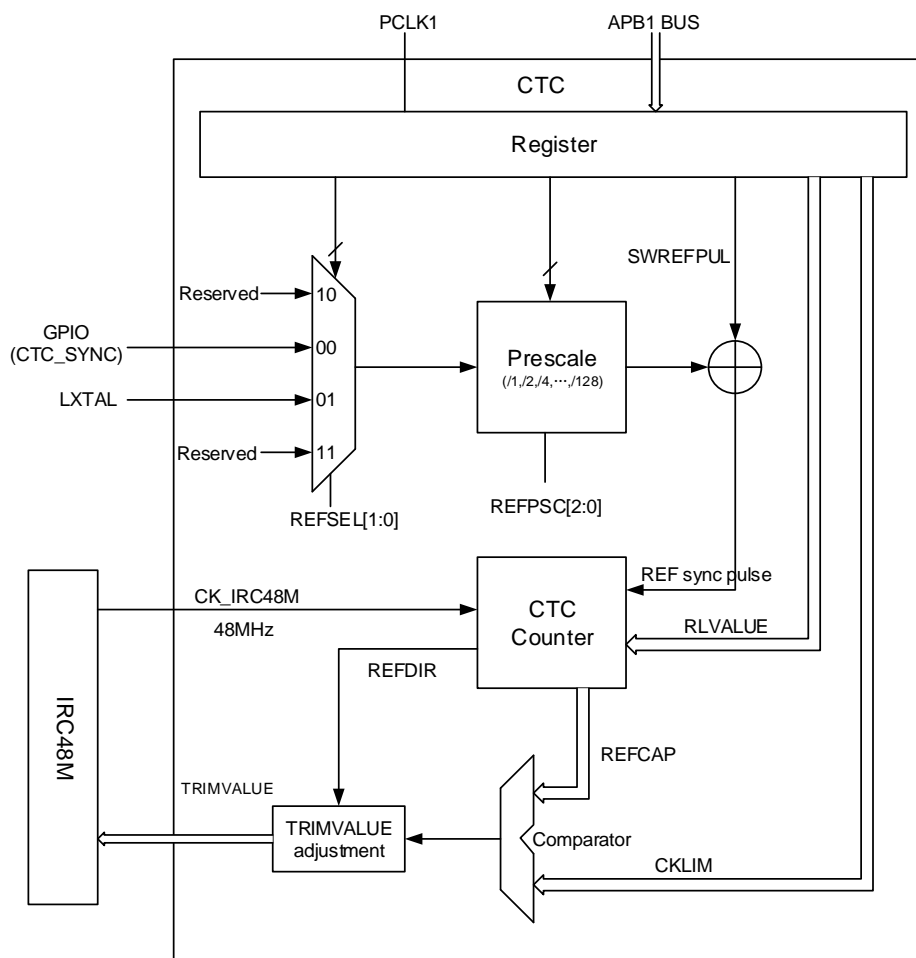 PCLK1
APB1 BUS
CTC
Register
SWREFPUL
Reserved
10
GPIO
(CTC_SYNC)
00
Prescale
(/1,/2,/4,···,/128)
LXTAL
01
Reserved
11
REFSEL[1:0]
REFPSC[2:0]
CK_IRC48M
48MHz
CTC
Counter
REF sync pulse
RLVALUE
REFDIR
IRC48M
REFCAP
TRIMVALUE
TRIMVALUE
adjustment
Comparator
CKLIM